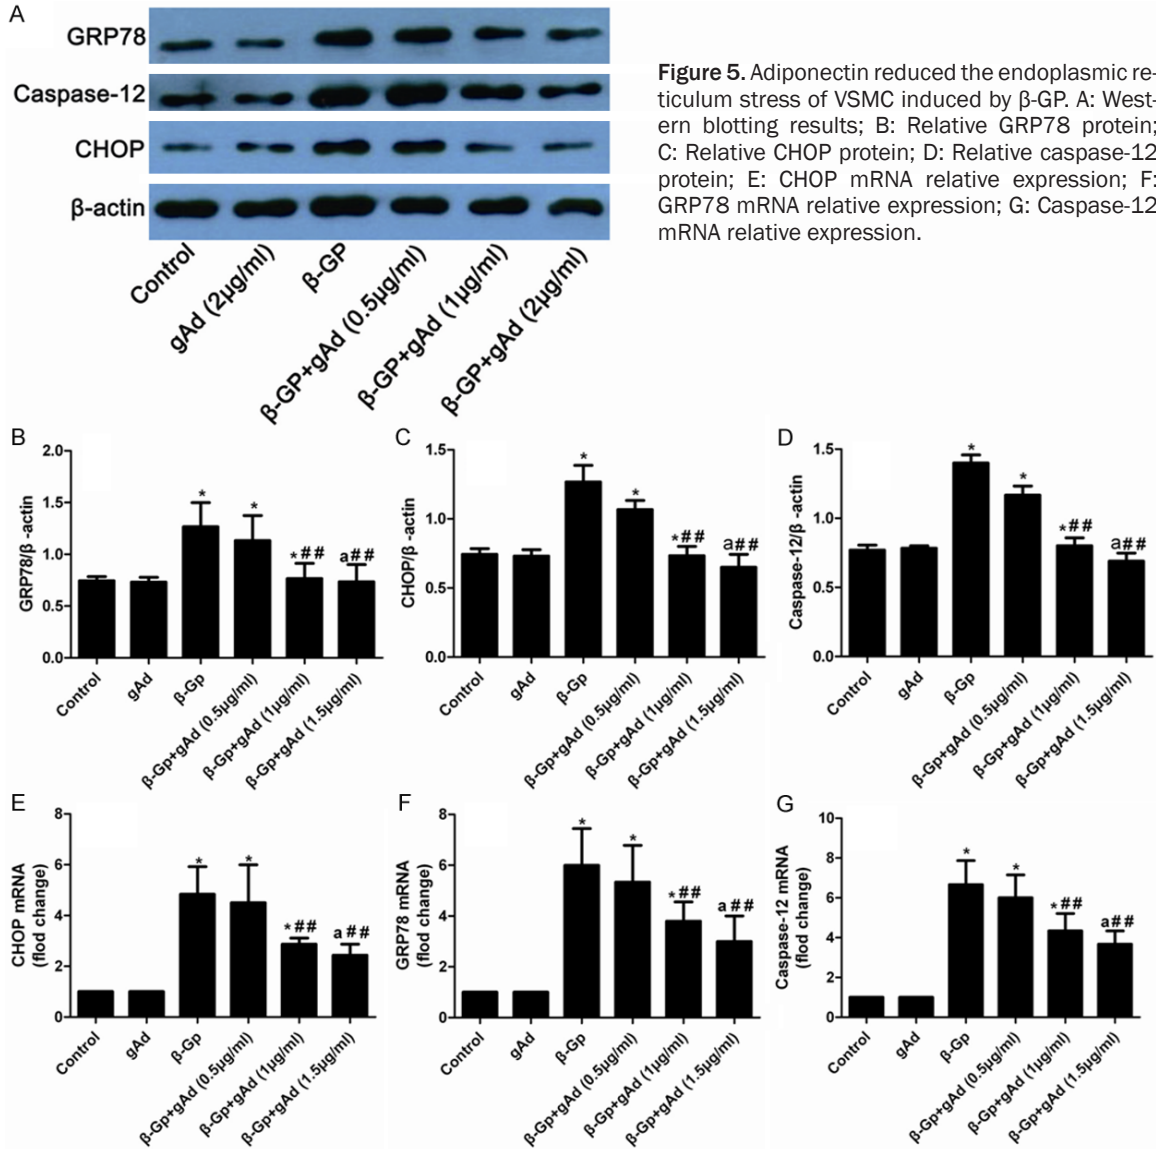 A
GRP78
Caspase-12
CHOP
β-actin
Control
gAd (2μg/ml)
β-GP
β-GP+gAd (0.5μg/ml)
β-GP+gAd (1μg/ml)
β-GP+gAd (2μg/ml)
Figure 5. Adiponectin reduced the endoplasmic re-
ticulum stress of VSMC induced by β-GP. A: West-
ern blotting results; B: Relative GRP78 protein;
C: Relative CHOP protein; D: Relative caspase-12
protein; E: CHOP mRNA relative expression; F:
GRP78 mRNA relative expression; G: Caspase-12
mRNA relative expression.
B
GRP78/β -actin
2.0
1.5
1.0
0.5
0.0
* * *## a##
Control
gAd
β-Gp
β-Gp+gAd (0.5μg/ml)
β-Gp+gAd (1μg/ml)
β-Gp+gAd (1.5μg/ml)
C
CHOP/β -actin
1.5
1.0
0.5
0.0
* * *## a##
Control
gAd
β-Gp
β-Gp+gAd (0.5μg/ml)
β-Gp+gAd (1μg/ml)
β-Gp+gAd (1.5μg/ml)
D
Caspase-12/β -actin
1.5
1.0
0.5
0.0
* * *## a##
Control
gAd
β-Gp
β-Gp+gAd (0.5μg/ml)
β-Gp+gAd (1μg/ml)
β-Gp+gAd (1.5μg/ml)
E
CHOP mRNA
(flod change)
8
6
4
2
0
* * *## a##
Control
gAd
β-Gp
β-Gp+gAd (0.5μg/ml)
β-Gp+gAd (1μg/ml)
β-Gp+gAd (1.5μg/ml)
F
GRP78 mRNA
(flod change)
8
6
4
2
0
* * *## a##
Control
gAd
β-Gp
β-Gp+gAd (0.5μg/ml)
β-Gp+gAd (1μg/ml)
β-Gp+gAd (1.5μg/ml)
G
Caspase-12 mRNA
(flod change)
10
8
6
4
2
0
* * *## a##
Control
gAd
β-Gp
β-Gp+gAd (0.5μg/ml)
β-Gp+gAd (1μg/ml)
β-Gp+gAd (1.5μg/ml)